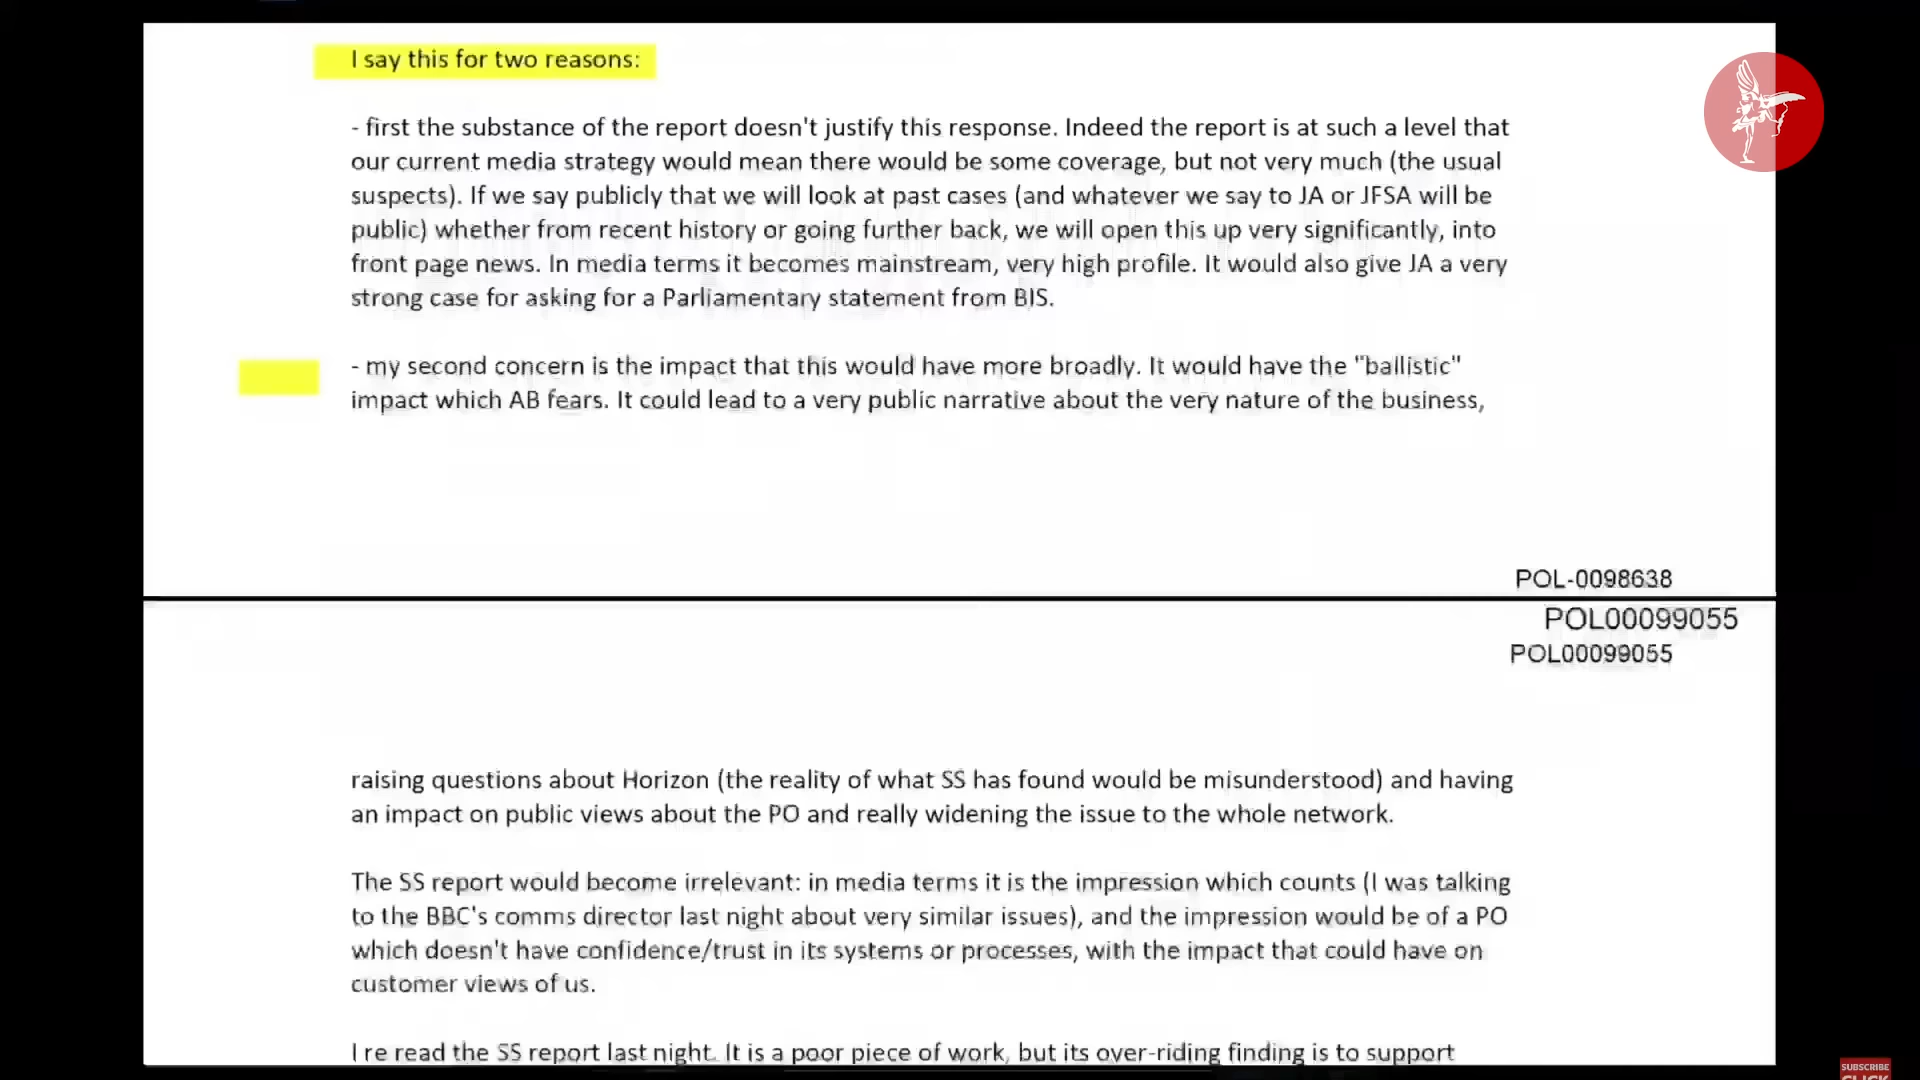 I say this for two reasons:
- first the substance of the report doesn't justify this response. Indeed the report is at such a level that
our current media strategy would mean there would be some coverage, but not very much (the usual
suspects). If we say publicly that we will look at past cases (and whatever we say to JA or JFSA will be
public) whether from recent history or going further back, we will open this up very significantly, into
front page news. In media terms it becomes mainstream, very high profile. It would also give JA a very
strong case for asking for a Parliamentary statement from BIS.
- my second concern is the impact that this would have more broadly. It would have the "ballistic"
impact which AB fears. It could lead to a very public narrative about the very nature of the business,
POL-0098638
POL00099055
POL00099055
raising questions about Horizon (the reality of what SS has found would be misunderstood) and having
an impact on public views about the PO and really widening the issue to the whole network.
The SS report would become irrelevant: in media terms it is the impression which counts (I was talking
to the BBC's comms director last night about very similar issues), and the impression would be of a PO
which doesn't have confidence/trust in its systems or processes, with the impact that could have on
customer views of us.
I re read the SS report last night. It is a poor piece of work, but its over-riding finding is to support
SUBSCRIBE
CLICK